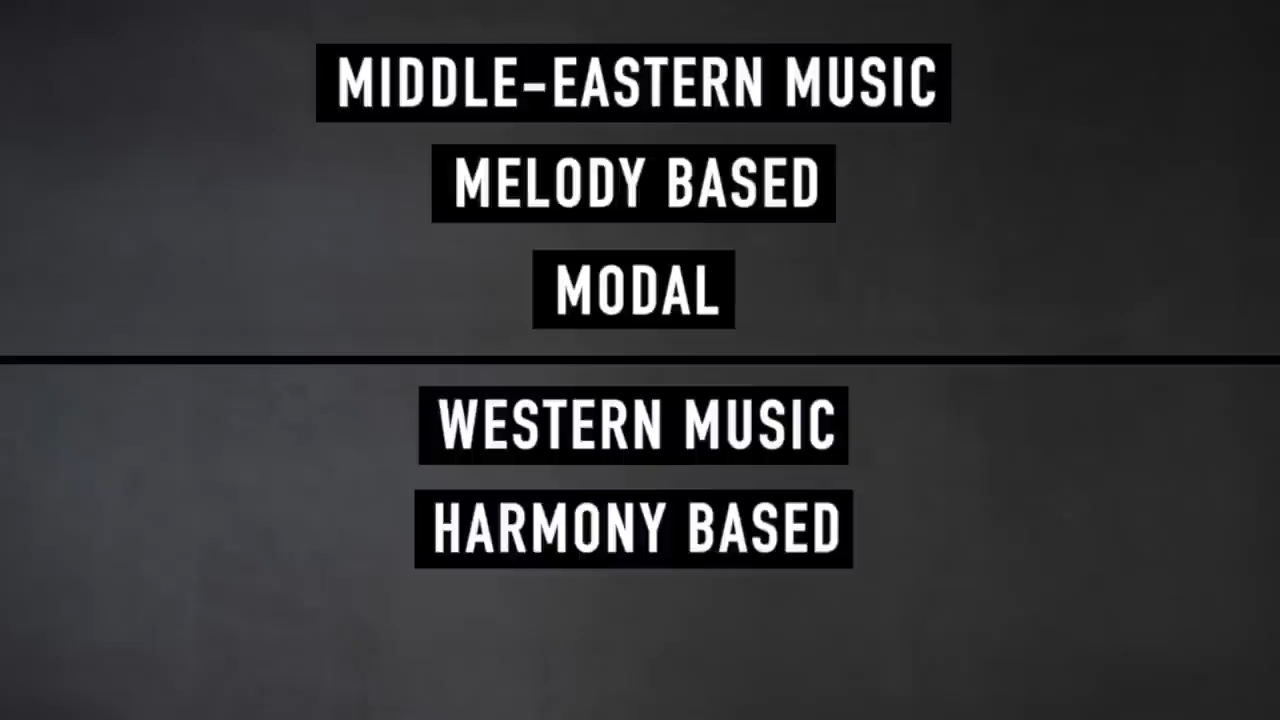 MIDDLE-EASTERN MUSIC
MELODY BASED
MODAL
WESTERN MUSIC
HARMONY BASED